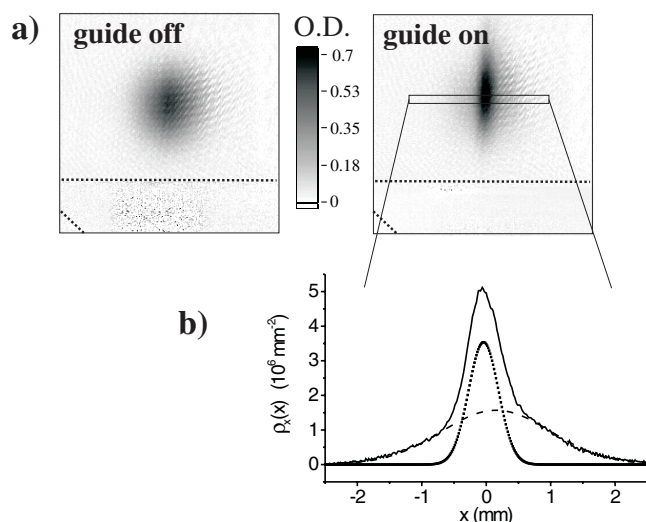 a)
guide off
O.D.
guide on
0.7
0.53
0.35
0.18
0
b)
ρₓ(x) (10⁶ mm⁻²)
5
4
3
2
1
0
-2 -1 0 1 2
x (mm)